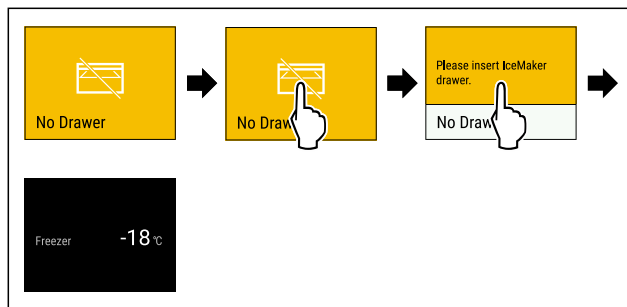 No Drawer
No Draw
Please insert IceMaker
drawer.
No Draw
Freezer -18 °C